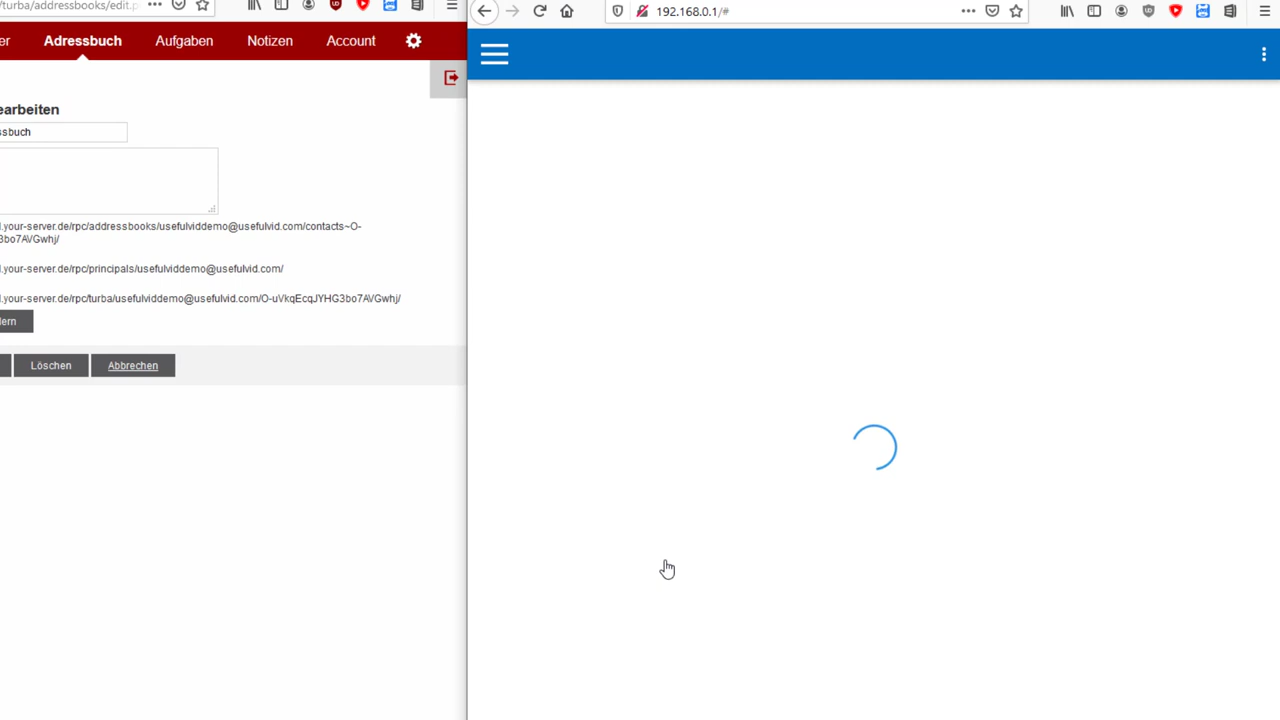 /turba/addressbooks/edit.p
er Adressbuch Aufgaben Notizen Account
earbeiten
ssbuch
l.your-server.de/rpc/addressbooks/usefulviddemo@usefulvid.com/contacts~O-
3bo7AVGwhj/
l.your-server.de/rpc/principals/usefulviddemo@usefulvid.com/
l.your-server.de/rpc/turba/usefulviddemo@usefulvid.com/O-uVkqEcqJYHG3bo7AVGwhj/
lern
Löschen Abbrechen
192.168.0.1/#